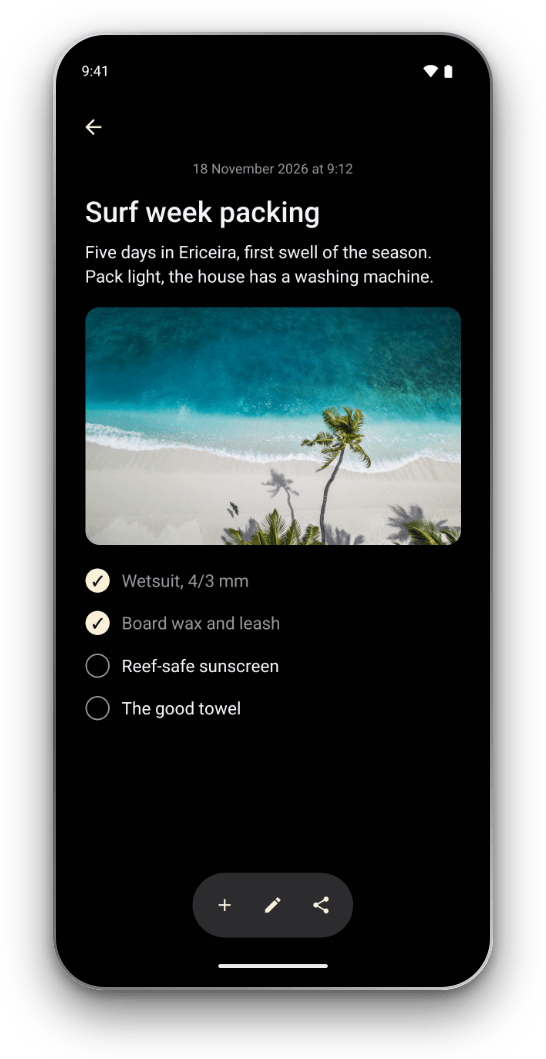 9:41
18 November 2026 at 9:12
Surf week packing
Five days in Ericeira, first swell of the season.
Pack light, the house has a washing machine.
Wetsuit, 4/3 mm
Board wax and leash
Reef-safe sunscreen
The good towel